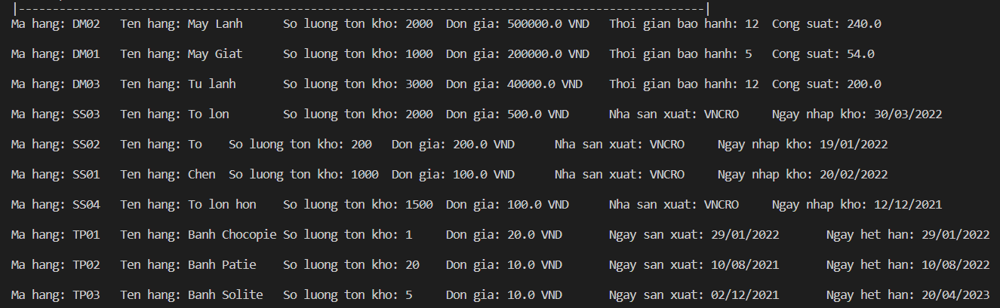 |-----------------------------------------------------------------------------------------------------|
Ma hang: DM02 Ten hang: May Lanh So luong ton kho: 2000 Don gia: 500000.0 VND Thoi gian bao hanh: 12 Cong suat: 240.0
Ma hang: DM01 Ten hang: May Giat So luong ton kho: 1000 Don gia: 200000.0 VND Thoi gian bao hanh: 5 Cong suat: 54.0
Ma hang: DM03 Ten hang: Tu lanh So luong ton kho: 3000 Don gia: 40000.0 VND Thoi gian bao hanh: 12 Cong suat: 200.0
Ma hang: SS03 Ten hang: To lon So luong ton kho: 2000 Don gia: 500.0 VND Nha san xuat: VNCRO Ngay nhap kho: 30/03/2022
Ma hang: SS02 Ten hang: To So luong ton kho: 200 Don gia: 200.0 VND Nha san xuat: VNCRO Ngay nhap kho: 19/01/2022
Ma hang: SS01 Ten hang: Chen So luong ton kho: 1000 Don gia: 100.0 VND Nha san xuat: VNCRO Ngay nhap kho: 20/02/2022
Ma hang: SS04 Ten hang: To lon hon So luong ton kho: 1500 Don gia: 100.0 VND Nha san xuat: VNCRO Ngay nhap kho: 12/12/2021
Ma hang: TP01 Ten hang: Banh Chocopie So luong ton kho: 1 Don gia: 20.0 VND Ngay san xuat: 29/01/2022 Ngay het han: 29/01/2022
Ma hang: TP02 Ten hang: Banh Patie So luong ton kho: 20 Don gia: 10.0 VND Ngay san xuat: 10/08/2021 Ngay het han: 10/08/2022
Ma hang: TP03 Ten hang: Banh Solite So luong ton kho: 5 Don gia: 10.0 VND Ngay san xuat: 02/12/2021 Ngay het han: 20/04/2023